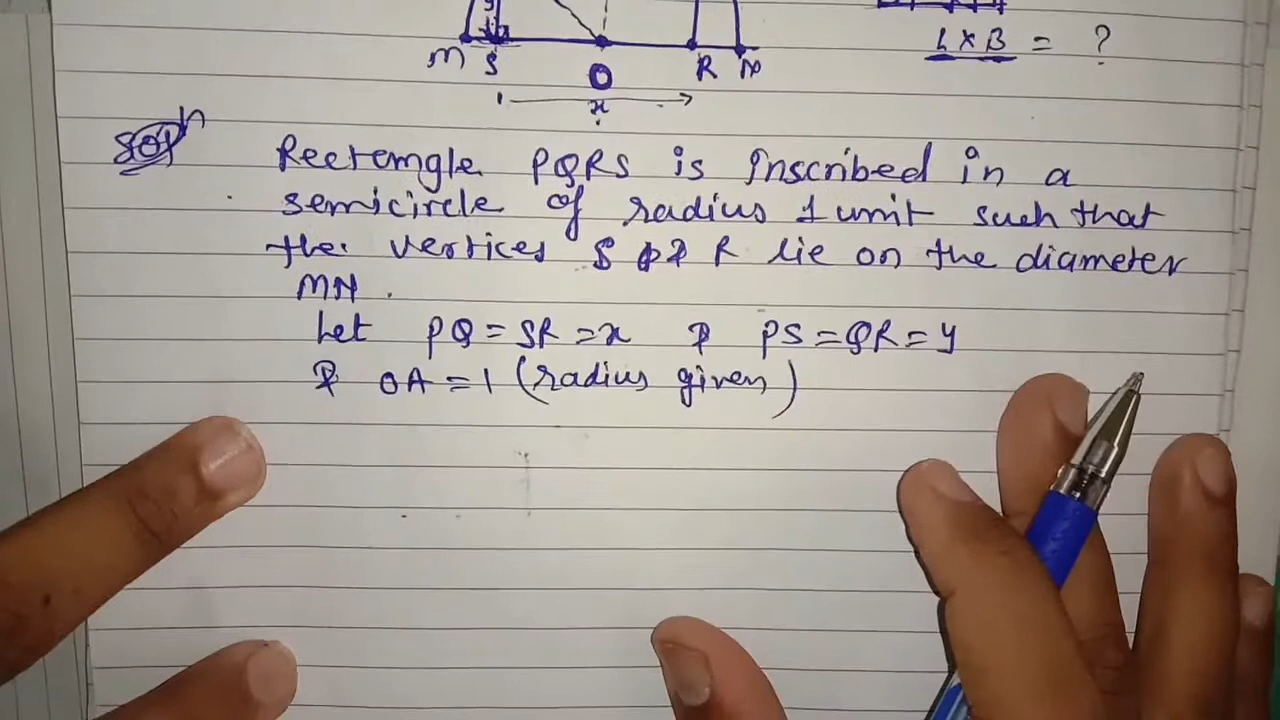 L × B = ?
M S O R N
x
Solⁿ
Rectangle PQRS is Inscribed in a
semicircle of radius 1 unit such that
the vertices S & R lie on the diameter
MN.
Let PQ = SR = x & PS = QR = y
& OA = 1 (radius given)